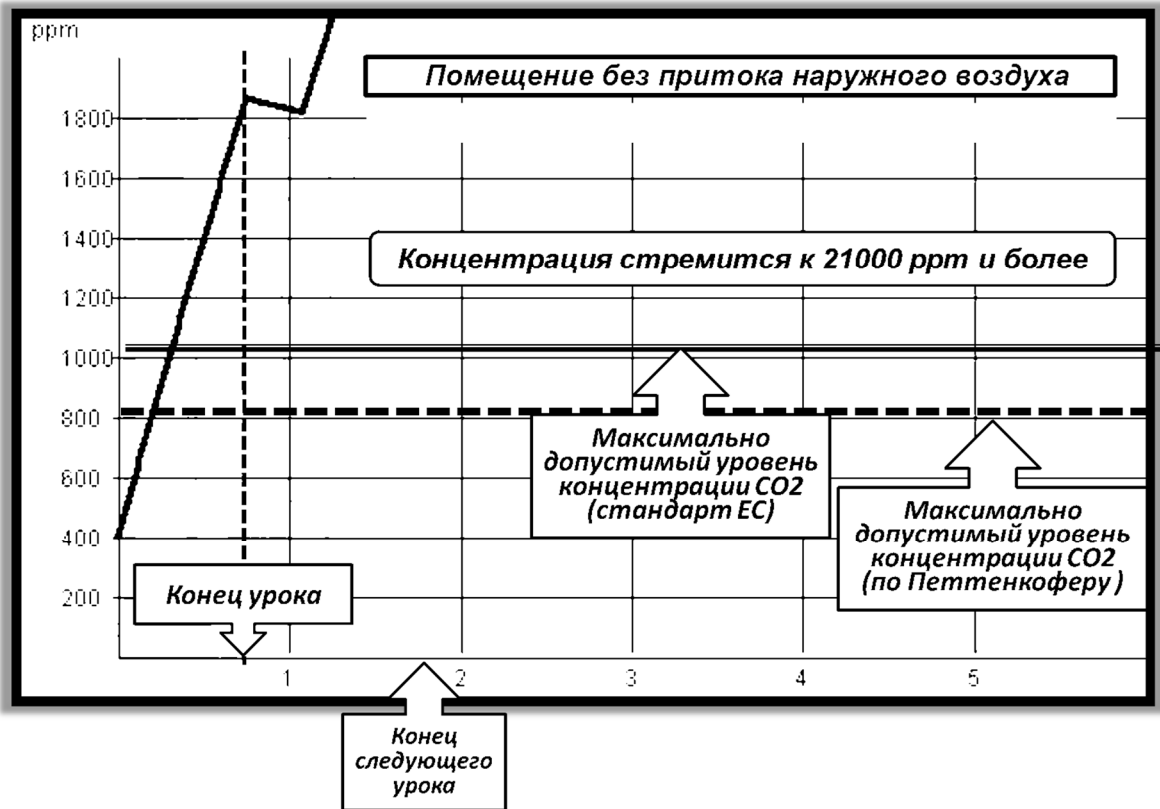 ppm
Помещение без притока наружного воздуха
1800
1600
1400
Концентрация стремится к 21000 ppm и более
1200
1000
800
Максимально
допустимый уровень
концентрации CO2
(стандарт ЕС)
600
Максимально
допустимый уровень
концентрации CO2
(по Петтенкоферу)
400
200
Конец урока
1
2
3
4
5
Конец
следующего
урока